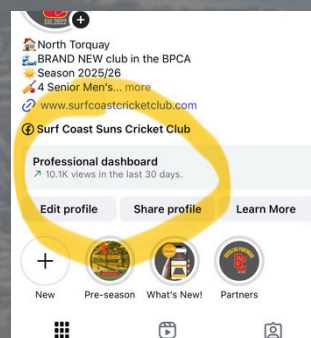 Est.2022
North Torquay
BRAND NEW club in the BPCA
Season 2025/26
4 Senior Men's... more
www.surfcoastcricketclub.com
Surf Coast Suns Cricket Club
Professional dashboard
10.1K views in the last 30 days.
Edit profile
Share profile
Learn More
New
Pre-season
What's New!
Partners